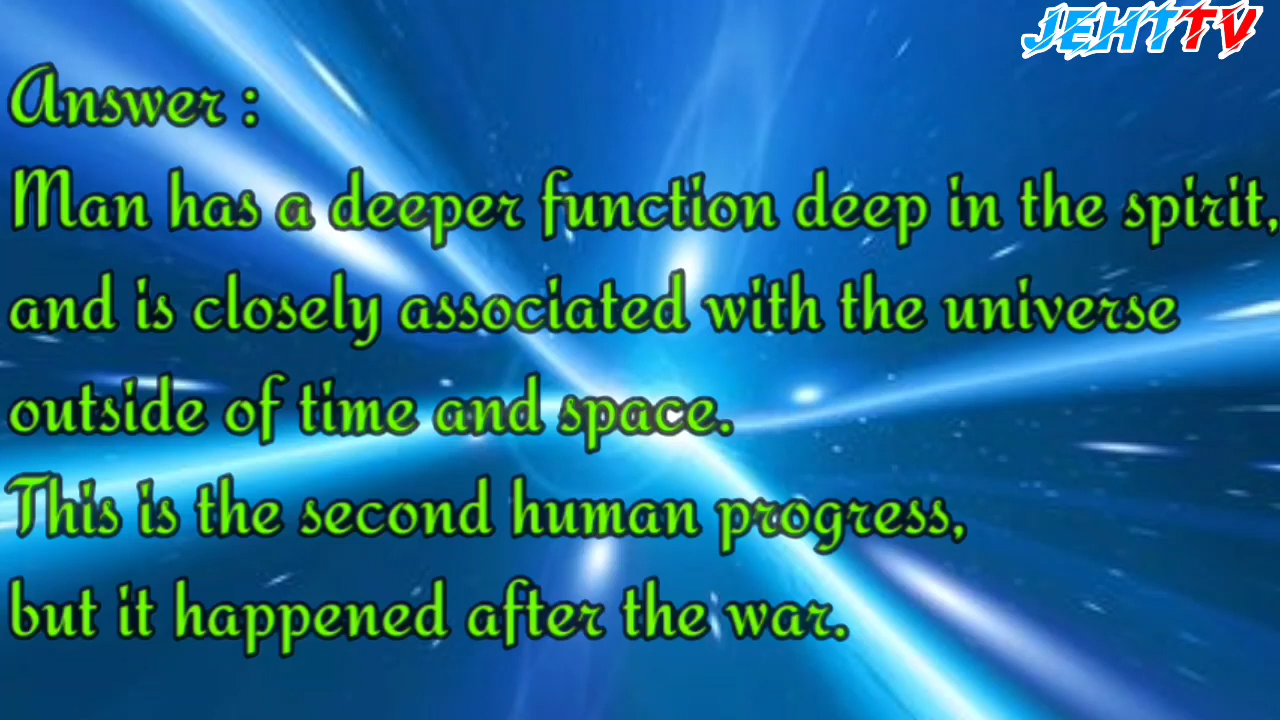 JEHTTV
Answer :
Man has a deeper function deep in the spirit,
and is closely associated with the universe
outside of time and space.
This is the second human progress,
but it happened after the war.